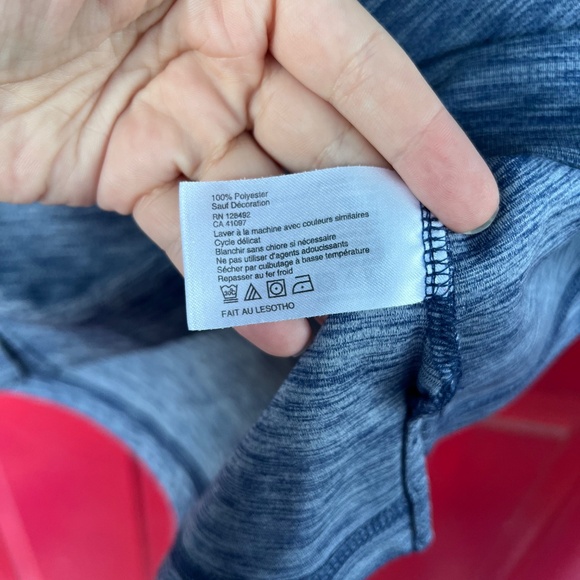 100% Polyester
Sauf Décoration
RN 128492
CA 41097
Laver à la machine avec couleurs similaires
Cycle délicat
Blanchir sans chlore si nécessaire
Ne pas utiliser d'agents adoucissants
Sécher par culbutage à basse température
Repasser au fer froid
FAIT AU LESOTHO